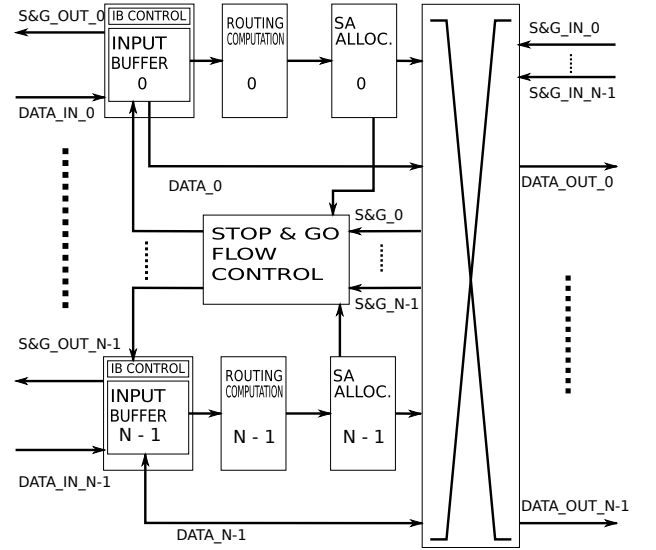 S&G_OUT_0
IB CONTROL
INPUT
BUFFER
0
DATA_IN_0
ROUTING
COMPUTATION
0
SA
ALLOC.
0
S&G_IN_0
S&G_IN_N-1
DATA_0
DATA_OUT_0
STOP & GO
FLOW
CONTROL
S&G_0
S&G_N-1
S&G_OUT_N-1
IB CONTROL
INPUT
BUFFER
N - 1
DATA_IN_N-1
ROUTING
COMPUTATION
N - 1
SA
ALLOC.
N - 1
DATA_N-1
DATA_OUT_N-1